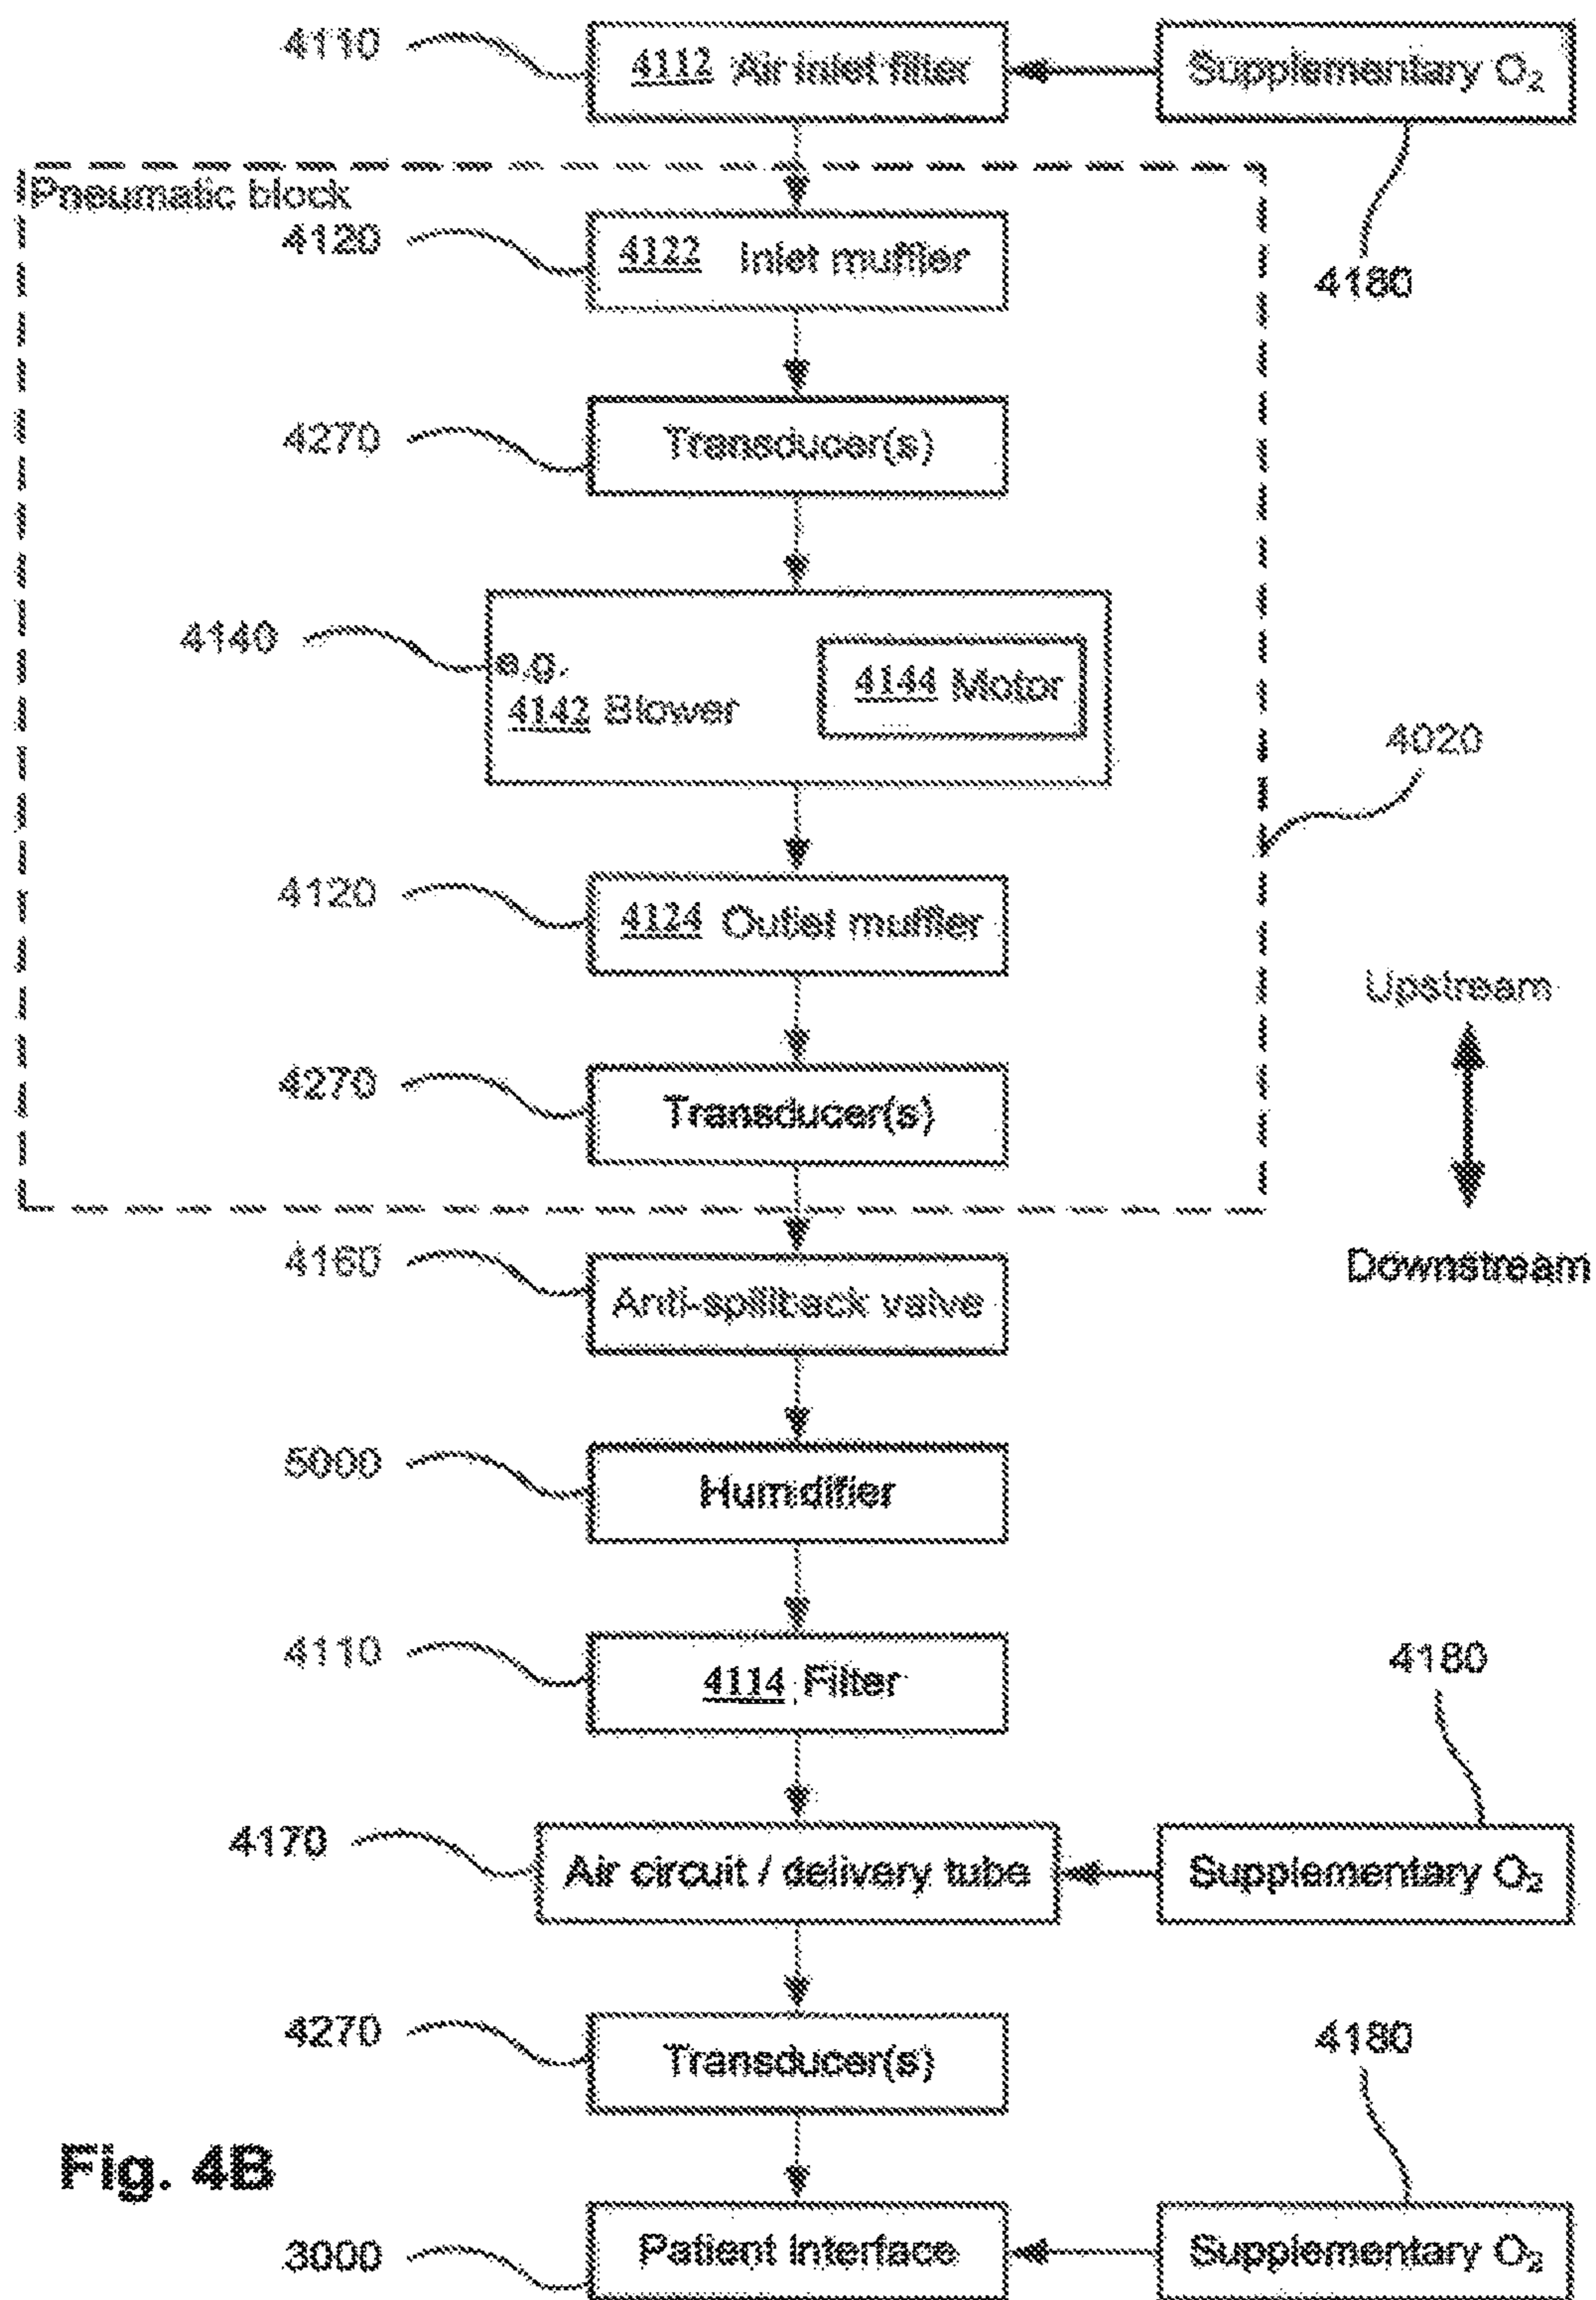 4110
4112 Air inlet filter
Supplementary O₂
Pneumatic block
4120
4122 Inlet muffler
4180
4270
Transducer(s)
4140
e.g.
4142 Blower
4144 Motor
4020
4120
4124 Outlet muffler
Upstream
4270
Transducer(s)
4160
Anti-spillback valve
Downstream
5000
Humidifier
4110
4114 Filter
4180
4170
Air circuit / delivery tube
Supplementary O₂
4270
Transducer(s)
4180
Fig. 4B
3000
Patient Interface
Supplementary O₂